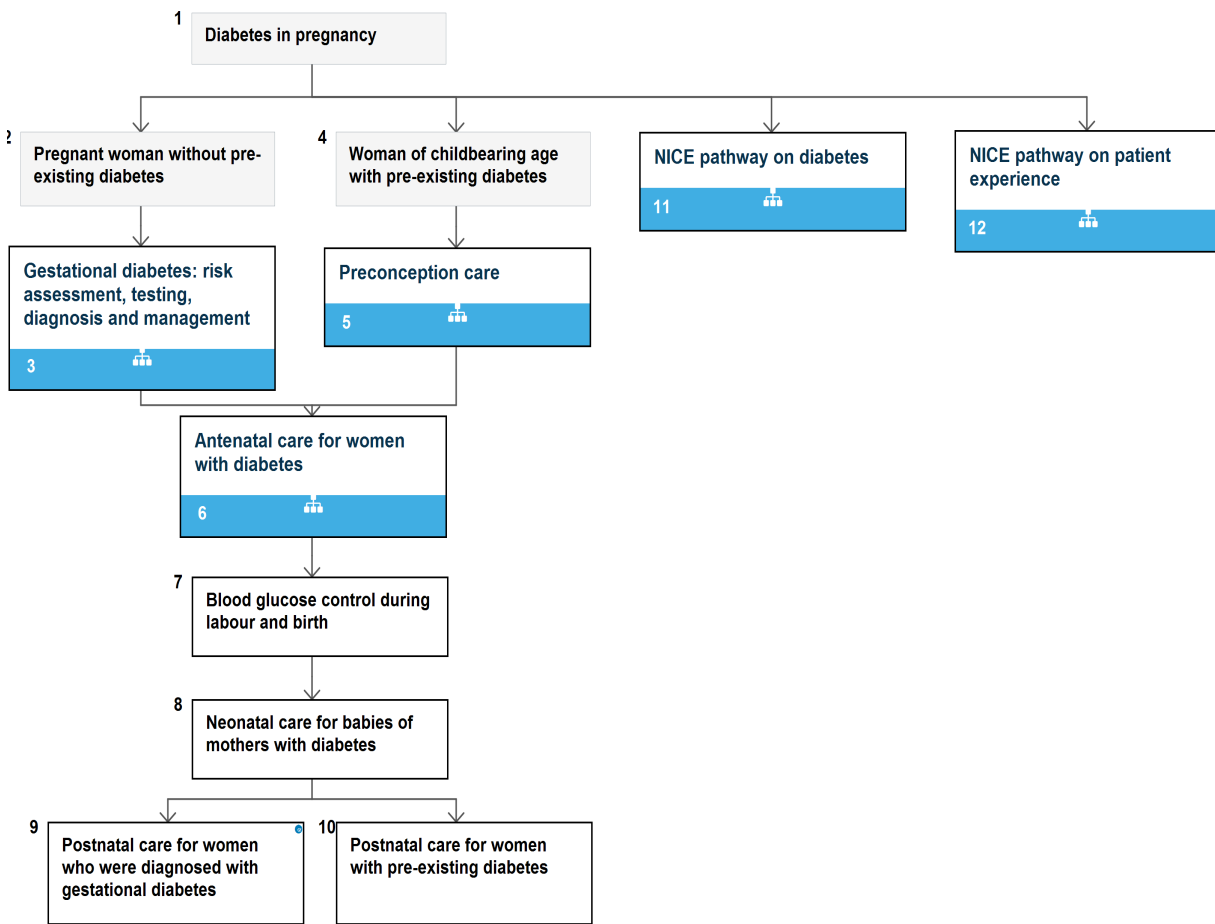 1
Diabetes in pregnancy
2
Pregnant woman without pre-
existing diabetes
4
Woman of childbearing age
with pre-existing diabetes
NICE pathway on diabetes
11
NICE pathway on patient
experience
12
Gestational diabetes: risk
assessment, testing,
diagnosis and management
3
Preconception care
5
Antenatal care for women
with diabetes
6
7
Blood glucose control during
labour and birth
8
Neonatal care for babies of
mothers with diabetes
9
Postnatal care for women
who were diagnosed with
gestational diabetes
10
Postnatal care for women
with pre-existing diabetes